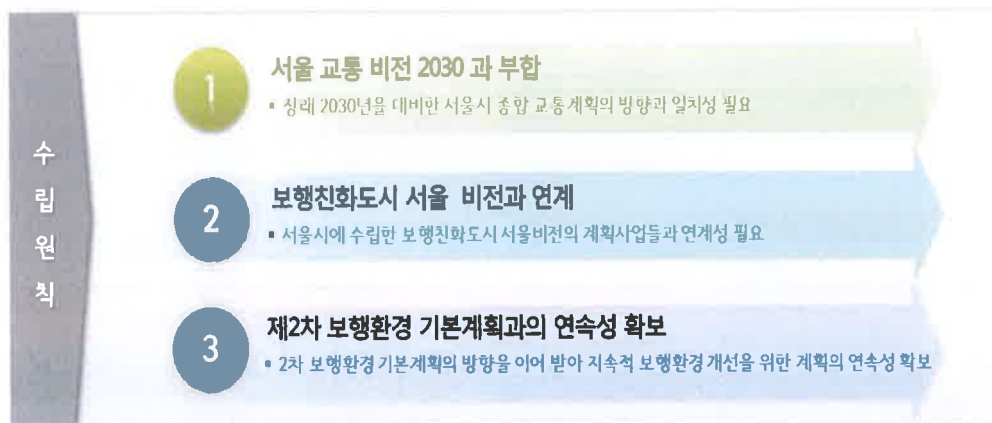 수립원칙
1
서울 교통 비전 2030 과 부합
▪ 장래 2030년을 대비한 서울시 종합 교통계획의 방향과 일치성 필요
2
보행친화도시 서울 비전과 연계
▪ 서울시에 수립한 보행친화도시 서울비전의 계획사업들과 연계성 필요
3
제2차 보행환경 기본계획과의 연속성 확보
▪ 2차 보행환경 기본계획의 방향을 이어 받아 지속적 보행환경 개선을 위한 계획의 연속성 확보